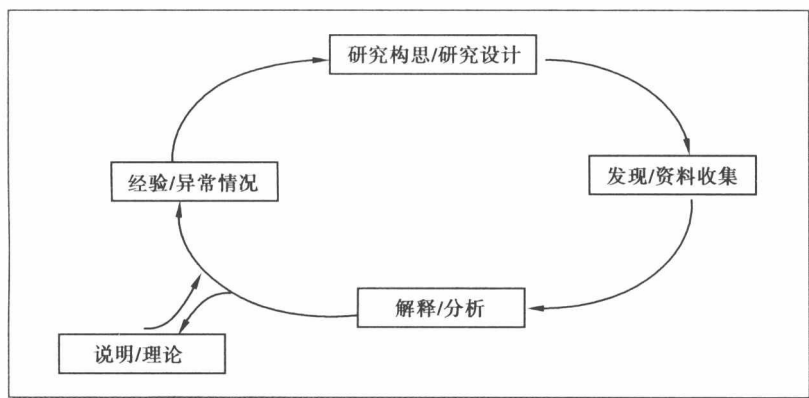 研究构思/研究设计
经验/异常情况
发现/资料收集
解释/分析
说明/理论